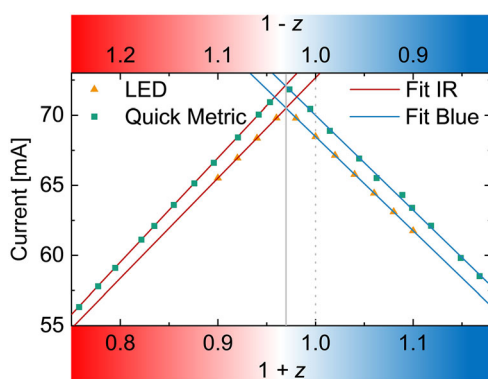 1 - z
1.2 1.1 1.0 0.9
LED Fit IR
Quick Metric Fit Blue
Current [mA]
70
65
60
55
0.8 0.9 1.0 1.1
1 + z